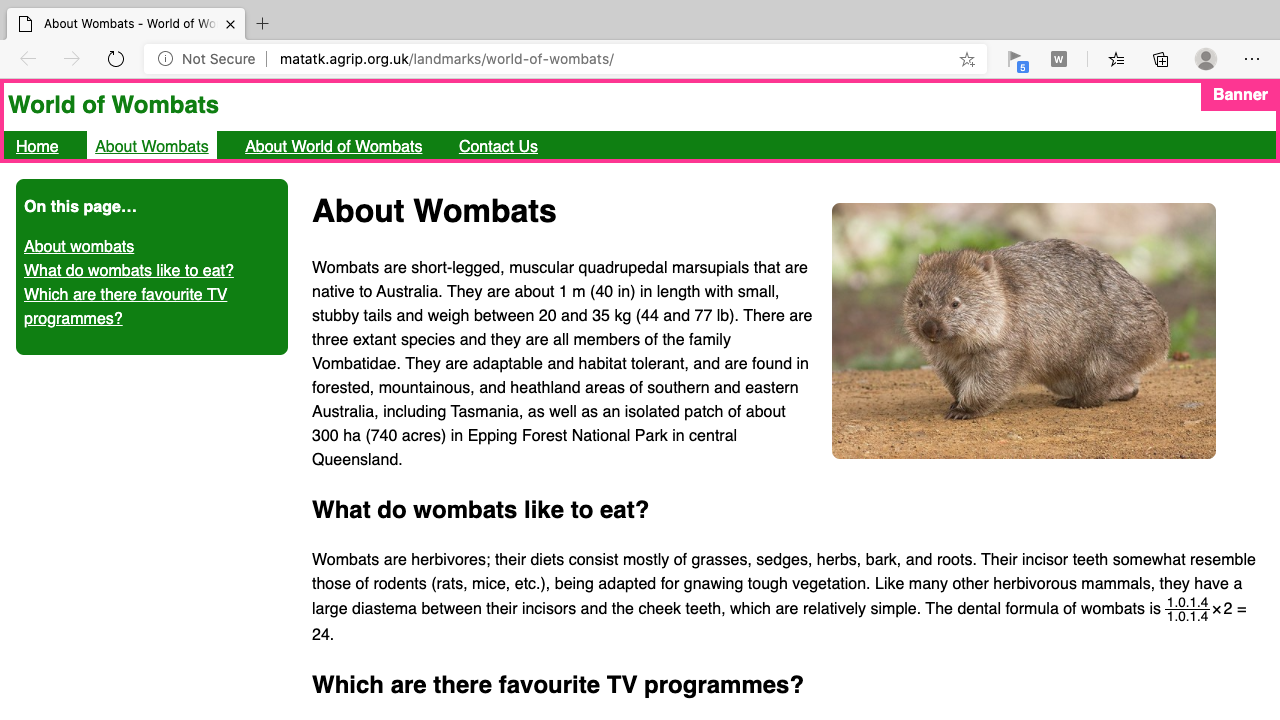 About Wombats - World of Wo
Not Secure
matatk.agrip.org.uk/landmarks/world-of-wombats/
5
W
World of Wombats
Banner
Home
About Wombats
About World of Wombats
Contact Us
On this page…
About wombats
What do wombats like to eat?
Which are there favourite TV
programmes?
About Wombats
Wombats are short-legged, muscular quadrupedal marsupials that are
native to Australia. They are about 1 m (40 in) in length with small,
stubby tails and weigh between 20 and 35 kg (44 and 77 lb). There are
three extant species and they are all members of the family
Vombatidae. They are adaptable and habitat tolerant, and are found in
forested, mountainous, and heathland areas of southern and eastern
Australia, including Tasmania, as well as an isolated patch of about
300 ha (740 acres) in Epping Forest National Park in central
Queensland.
What do wombats like to eat?
Wombats are herbivores; their diets consist mostly of grasses, sedges, herbs, bark, and roots. Their incisor teeth somewhat resemble
those of rodents (rats, mice, etc.), being adapted for gnawing tough vegetation. Like many other herbivorous mammals, they have a
large diastema between their incisors and the cheek teeth, which are relatively simple. The dental formula of wombats is 1.0.1.4/1.0.1.4 × 2 =
24.
Which are there favourite TV programmes?